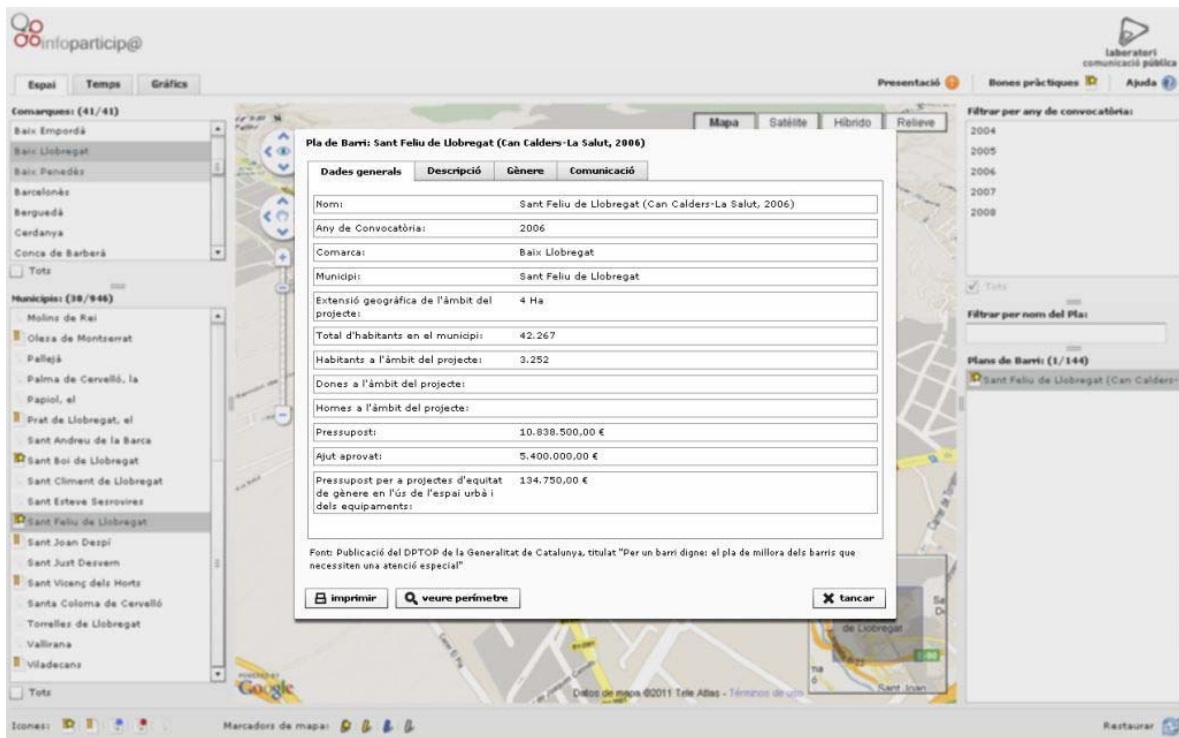 infoparticip@
laboratori
comunicació pública
Espai Temps Gràfics
Presentació Bones pràctiques Ajuda
Comarques: (41/41)
Baix Empordà
Baix Llobregat
Baix Penedès
Barcelonès
Berguedà
Cerdanya
Conca de Barberà
Tots
Municipis: (30/946)
Molins de Rei
Olesa de Montserrat
Pallejà
Palma de Cervelló, la
Papiol, el
Prat de Llobregat, el
Sant Andreu de la Barca
Sant Boi de Llobregat
Sant Climent de Llobregat
Sant Esteve Sesrovires
Sant Feliu de Llobregat
Sant Joan Despí
Sant Just Desvern
Sant Vicenç dels Horts
Santa Coloma de Cervelló
Torrelles de Llobregat
Vallirana
Viladecans
Tots
Mapa Satélite Híbrido Relieve
Pla de Barri: Sant Feliu de Llobregat (Can Calders-La Salut, 2006)
Dades generals Descripció Gènere Comunicació
Nom: Sant Feliu de Llobregat (Can Calders-La Salut, 2006)
Any de Convocatòria: 2006
Comarca: Baix Llobregat
Municipi: Sant Feliu de Llobregat
Extensió geogràfica de l'àmbit del
projecte: 4 Ha
Total d'habitants en el municipi: 42.267
Habitants a l'àmbit del projecte: 3.252
Dones a l'àmbit del projecte:
Homes a l'àmbit del projecte:
Pressupost: 10.838.500,00 €
Ajut aprovat: 5.400.000,00 €
Pressupost per a projectes d'equitat 134.750,00 €
de gènere en l'ús de l'espai urbà i
dels equipaments:
Font: Publicació del DPTOP de la Generalitat de Catalunya, titulat "Per un barri digne: el pla de millora dels barris que
necessiten una atenció especial"
imprimir veure perímetre tancar
de Llobregat
Sant Joan
POWERED BY
Google
Datos de mapa ©2011 Tele Atlas - Términos de uso
Filtrar per any de convocatòria:
2004
2005
2006
2007
2008
Tots
Filtrar per nom del Pla:
Plans de Barri: (1/144)
Sant Feliu de Llobregat (Can Calders-
Icones: Marcadors de mapa: Restaurar